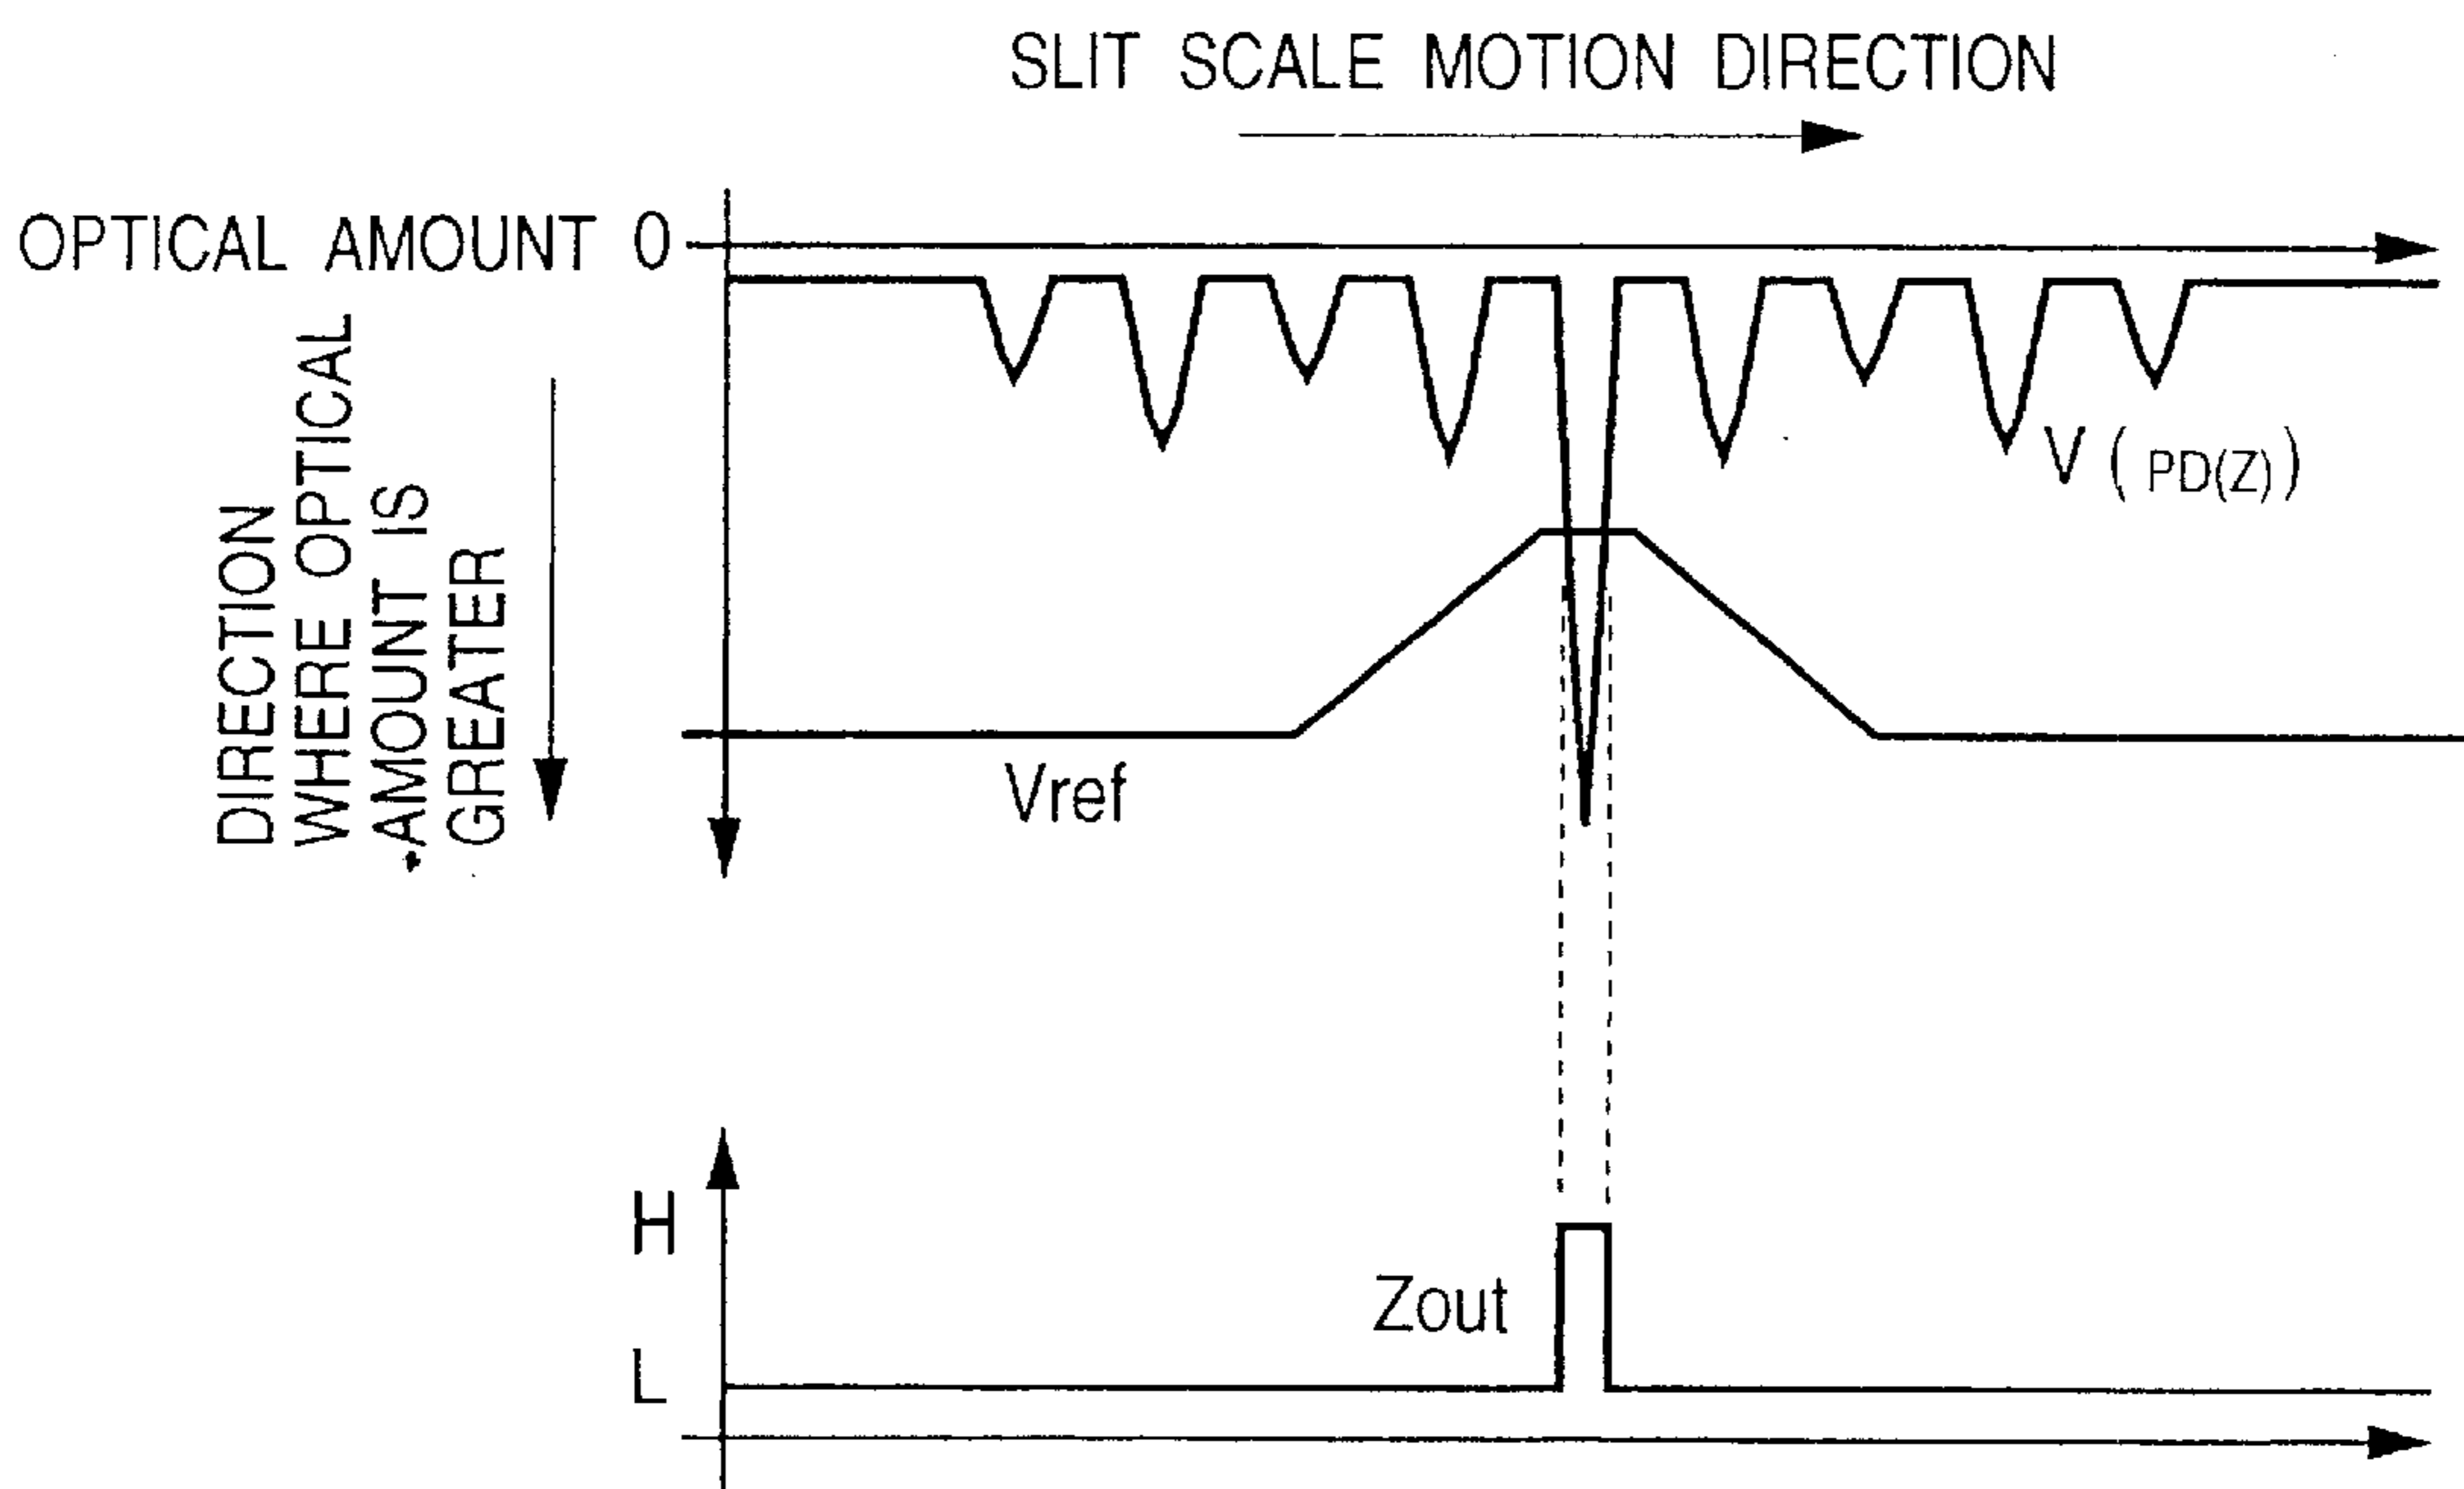 SLIT SCALE MOTION DIRECTION
OPTICAL AMOUNT 0
DIRECTION
WHERE OPTICAL
AMOUNT IS
GREATER
V (PD(Z))
Vref
H
Zout
L